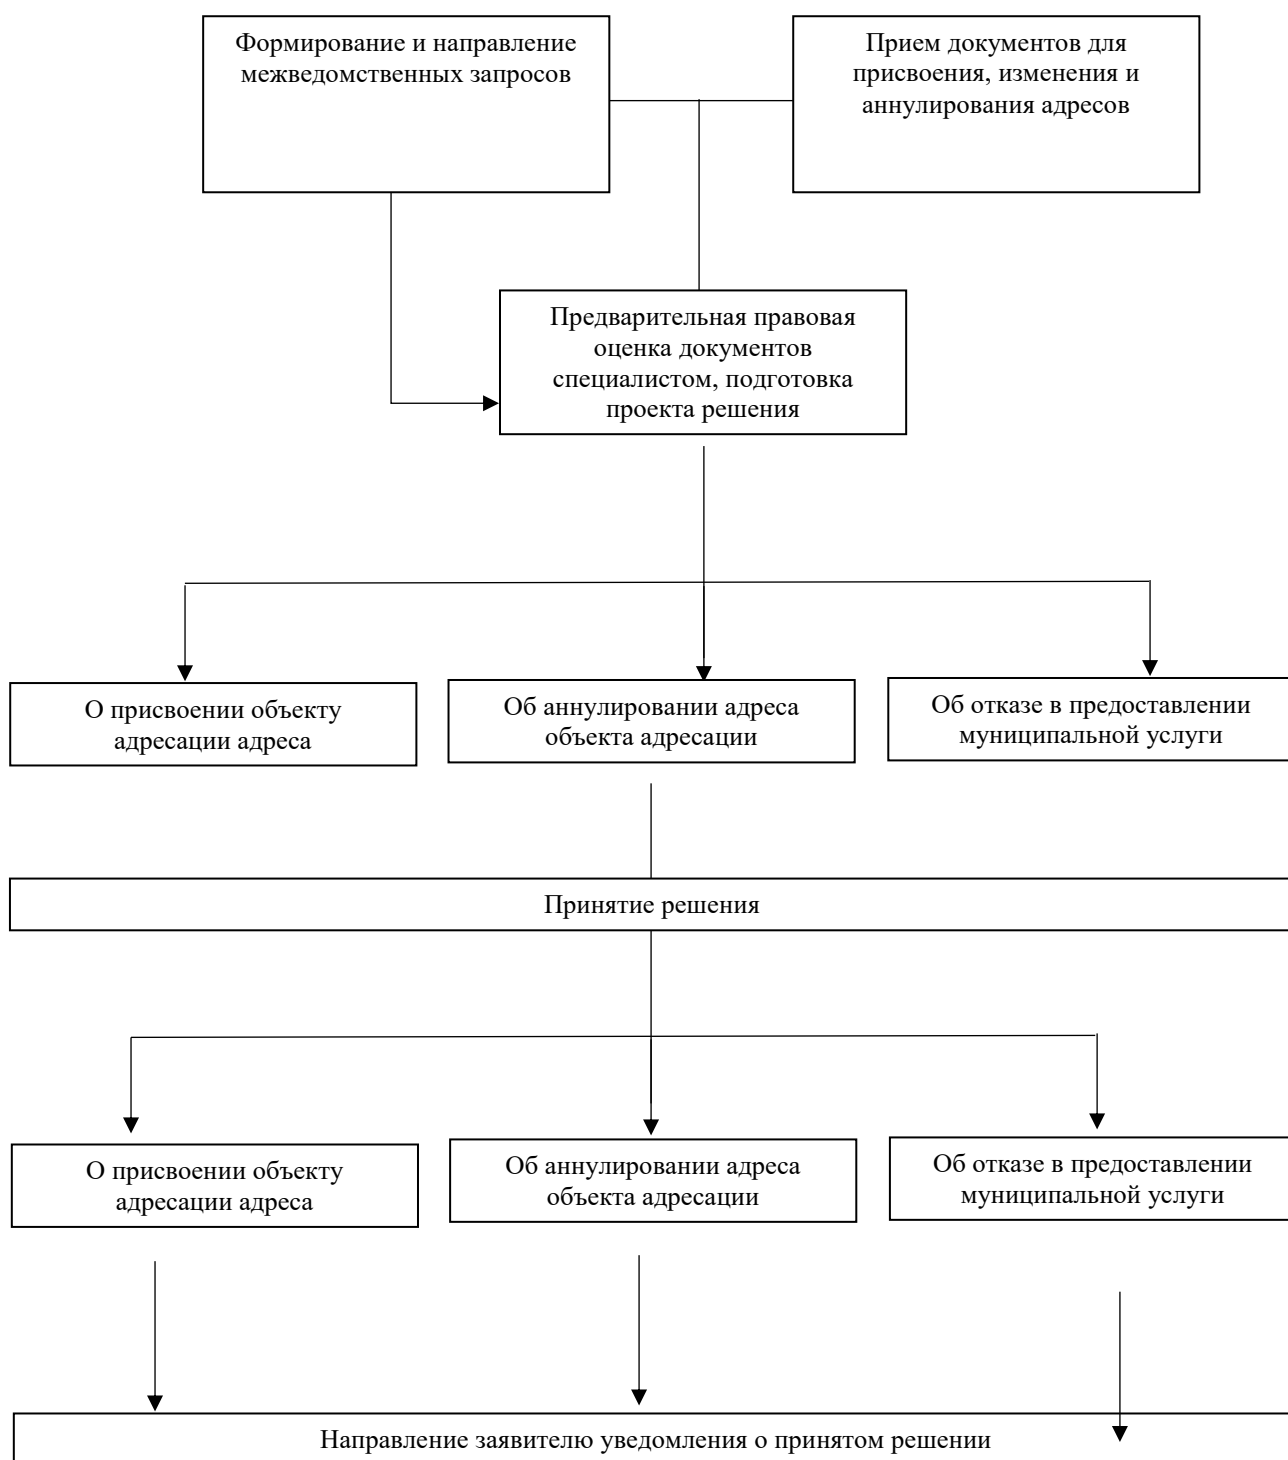 Формирование и направление
межведомственных запросов
Прием документов для
присвоения, изменения и
аннулирования адресов
Предварительная правовая
оценка документов
специалистом, подготовка
проекта решения
О присвоении объекту
адресации адреса
Об аннулировании адреса
объекта адресации
Об отказе в предоставлении
муниципальной услуги
Принятие решения
О присвоении объекту
адресации адреса
Об аннулировании адреса
объекта адресации
Об отказе в предоставлении
муниципальной услуги
Направление заявителю уведомления о принятом решении